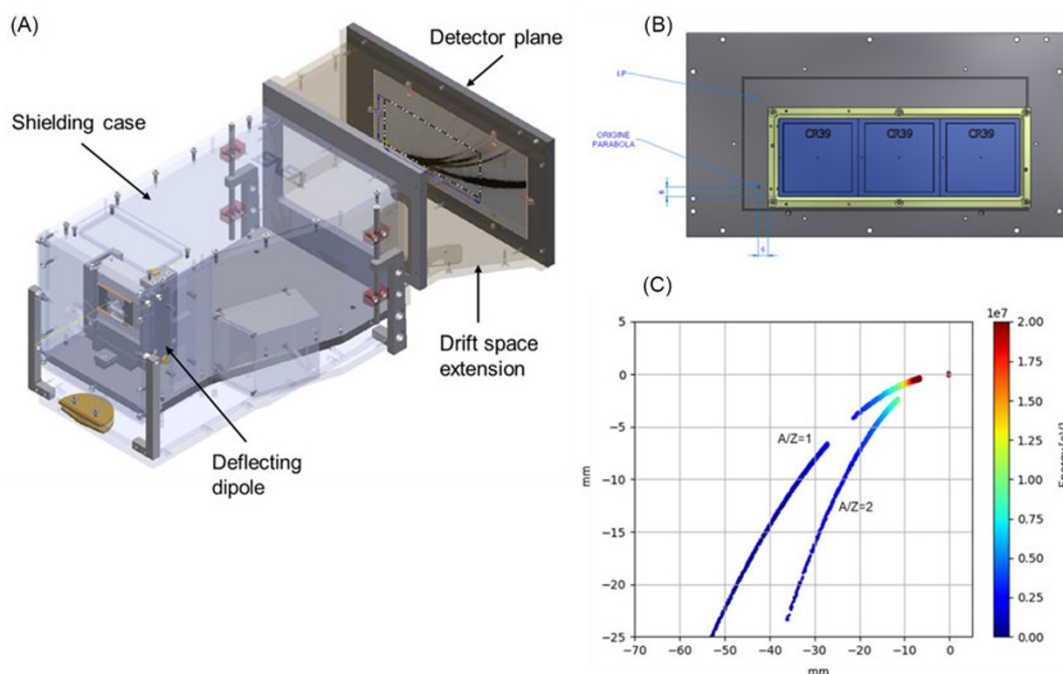 (A)
Detector plane
Shielding case
Drift space
extension
Deflecting
dipole
(B)
I.P
ORIGINE
PARABOLA
CR39 CR39 CR39
6
(C)
1e7
5
0
−5
−10
−15
−20
−25
mm
A/Z=1
A/Z=2
−70 −60 −50 −40 −30 −20 −10 0
mm
2.00
1.75
1.50
1.25
1.00
0.75
0.50
0.25
0.00